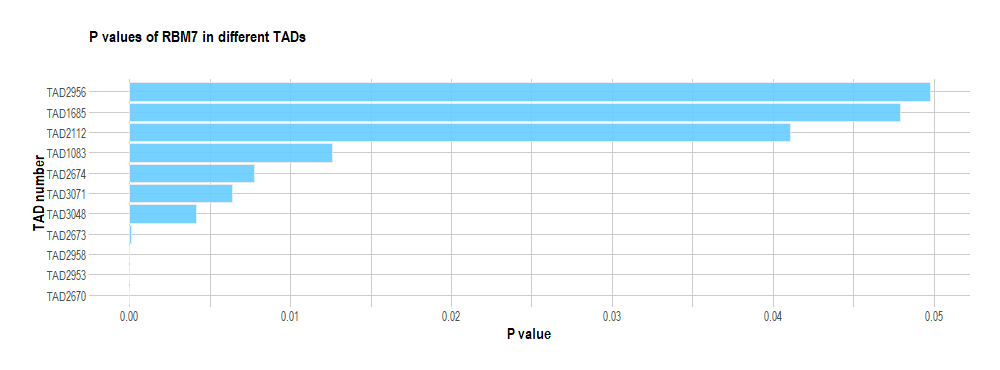 P values of RBM7 in different TADs
TAD number
TAD2956
TAD1685
TAD2112
TAD1083
TAD2674
TAD3071
TAD3048
TAD2673
TAD2958
TAD2953
TAD2670
0.00 0.01 0.02 0.03 0.04 0.05
P value